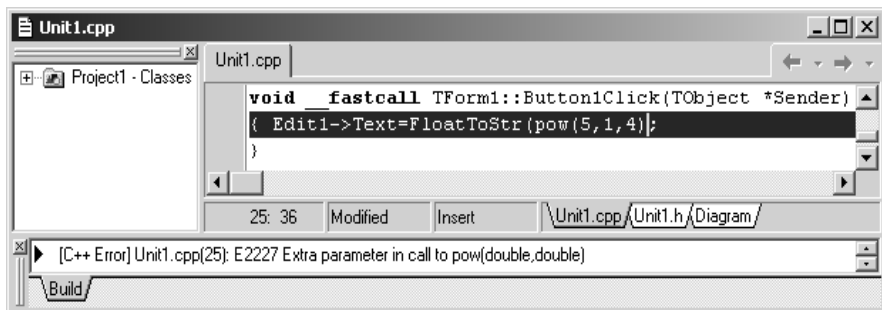 Unit1.cpp
Project1 - Classes
Unit1.cpp
void __fastcall TForm1::Button1Click(TObject *Sender)
{ Edit1->Text=FloatToStr(pow(5,1,4);
}
25: 36 Modified Insert Unit1.cpp Unit1.h Diagram
[C++ Error] Unit1.cpp(25): E2227 Extra parameter in call to pow(double,double)
Build